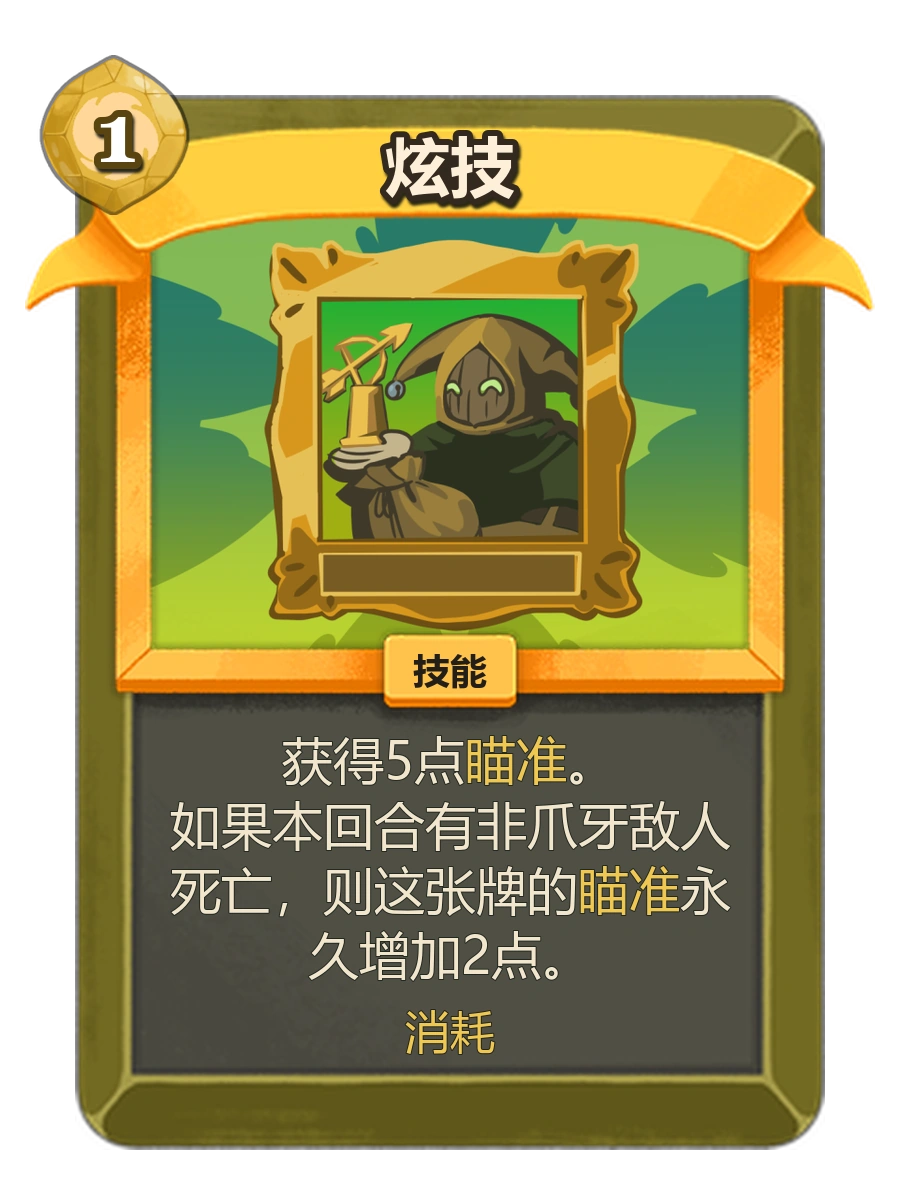 1
炫技
技能
获得5点瞄准。
如果本回合有非爪牙敌人
死亡，则这张牌的瞄准永
久增加2点。
消耗